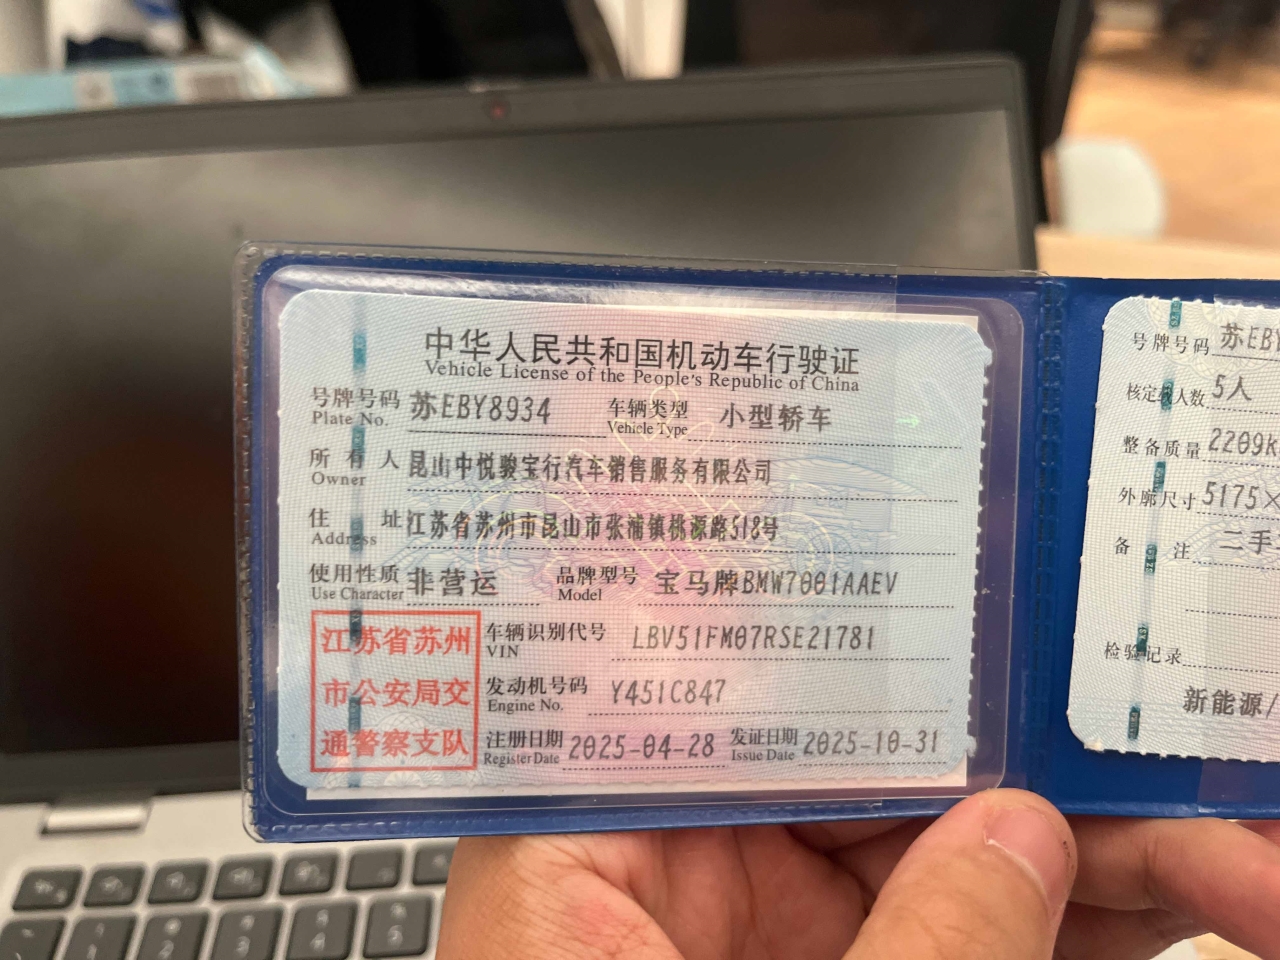 中华人民共和国机动车行驶证
Vehicle License of the People's Republic of China
号牌号码 苏EBY8934 车辆类型 小型轿车
Plate No. Vehicle Type
所有人 昆山中悦骏宝行汽车销售服务有限公司
Owner
住址 江苏省苏州市昆山市张浦镇桃源路518号
Address
使用性质 非营运 品牌型号 宝马牌BMW7001AAEV
Use Character Model
江苏省苏州
市公安局交
通警察支队
车辆识别代号 LBV51FM07RSE21781
VIN
发动机号码 Y451C847
Engine No.
注册日期 2025-04-28 发证日期 2025-10-31
Register Date Issue Date
号牌号码 苏EBY
核定载人数 5人
整备质量 2209k
外廓尺寸 5175×
备注 二手
检验记录
新能源/